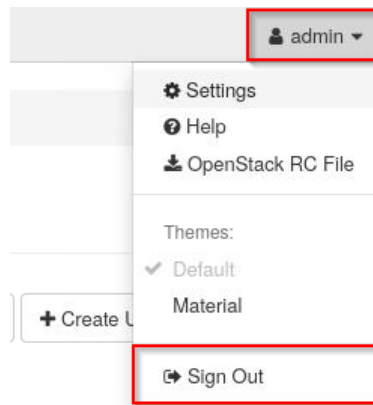 admin
Settings
Help
OpenStack RC File
Themes:
Default
Material
Create
Sign Out